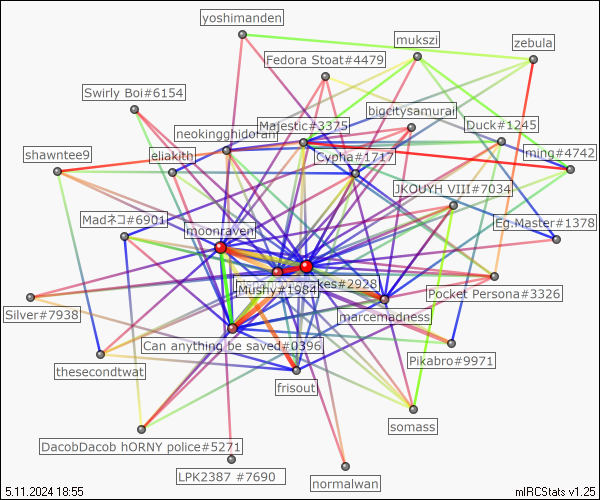 yoshimanden
mukszi
zebula
Fedora Stoat#4479
Swirly Boi#6154
bigcitysamurai
Majestic#3375
Duck#1245
neokingghidorah
shawntee9
eliakith
Cypha#1717
ming#4742
JKOUYH VIII#7034
Madネコ#6901
Eg.Master#1378
moonraven
Mushy#1984
kes#2928
Pocket Persona#3326
Silver#7938
marcemadness
Can anything be saved#0396
Pikabro#9971
thesecondtwat
frisout
somass
DacobDacob hORNY police#5271
LPK2387 #7690
normalwan
5.11.2024 18:55
mIRCStats v1.25